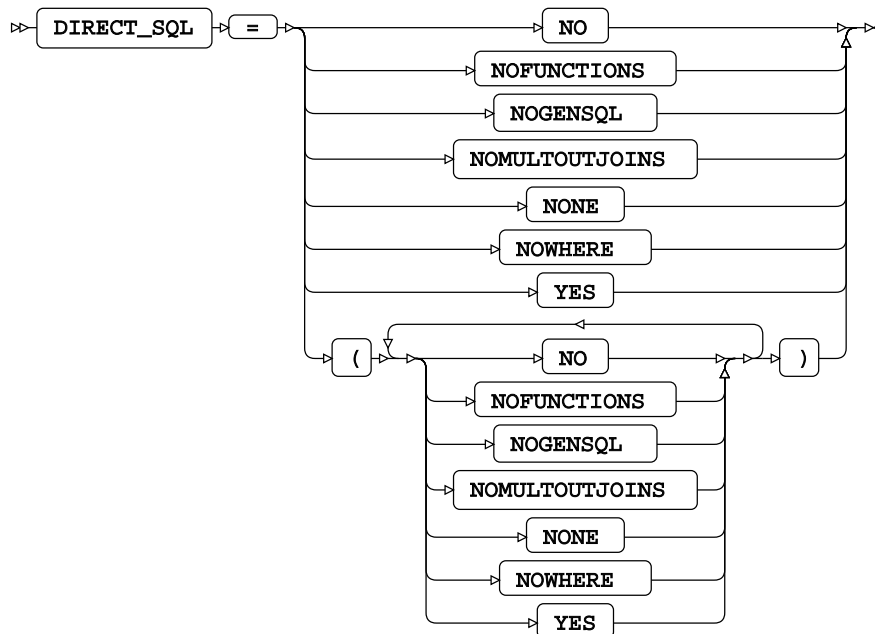 DIRECT_SQL = NO
NOFUNCTIONS
NOGENSQL
NOMULTOUTJOINS
NONE
NOWHERE
YES
( NO )
NOFUNCTIONS
NOGENSQL
NOMULTOUTJOINS
NONE
NOWHERE
YES